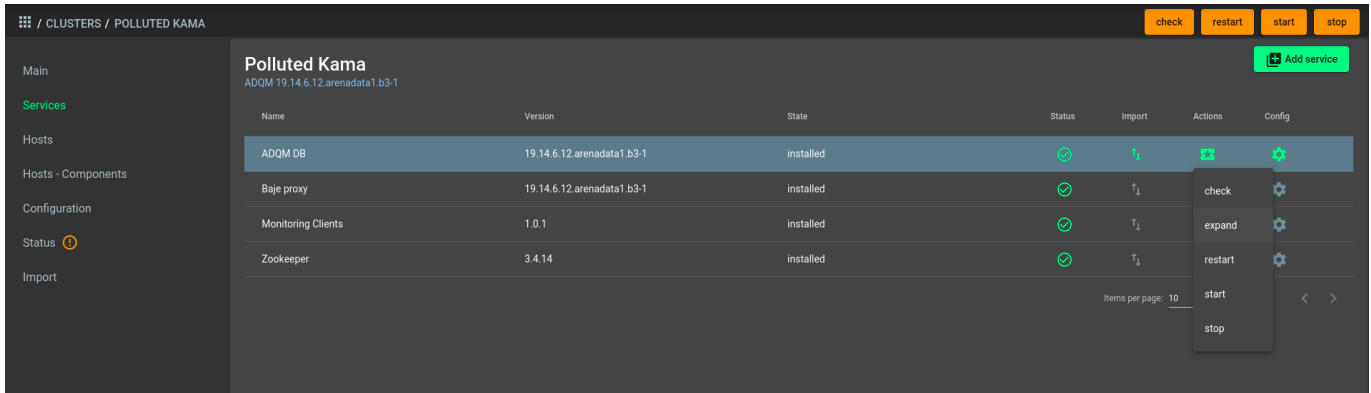 / CLUSTERS / POLLUTED KAMA
check restart start stop
Main
Services
Hosts
Hosts - Components
Configuration
Status
Import
Polluted Kama
ADQM 19.14.6.12.arenadata1.b3-1
Add service
Name Version State Status Import Actions Config
ADQM DB 19.14.6.12.arenadata1.b3-1 installed
Baje proxy 19.14.6.12.arenadata1.b3-1 installed
Monitoring Clients 1.0.1 installed
Zookeeper 3.4.14 installed
check
expand
restart
start
stop
Items per page: 10